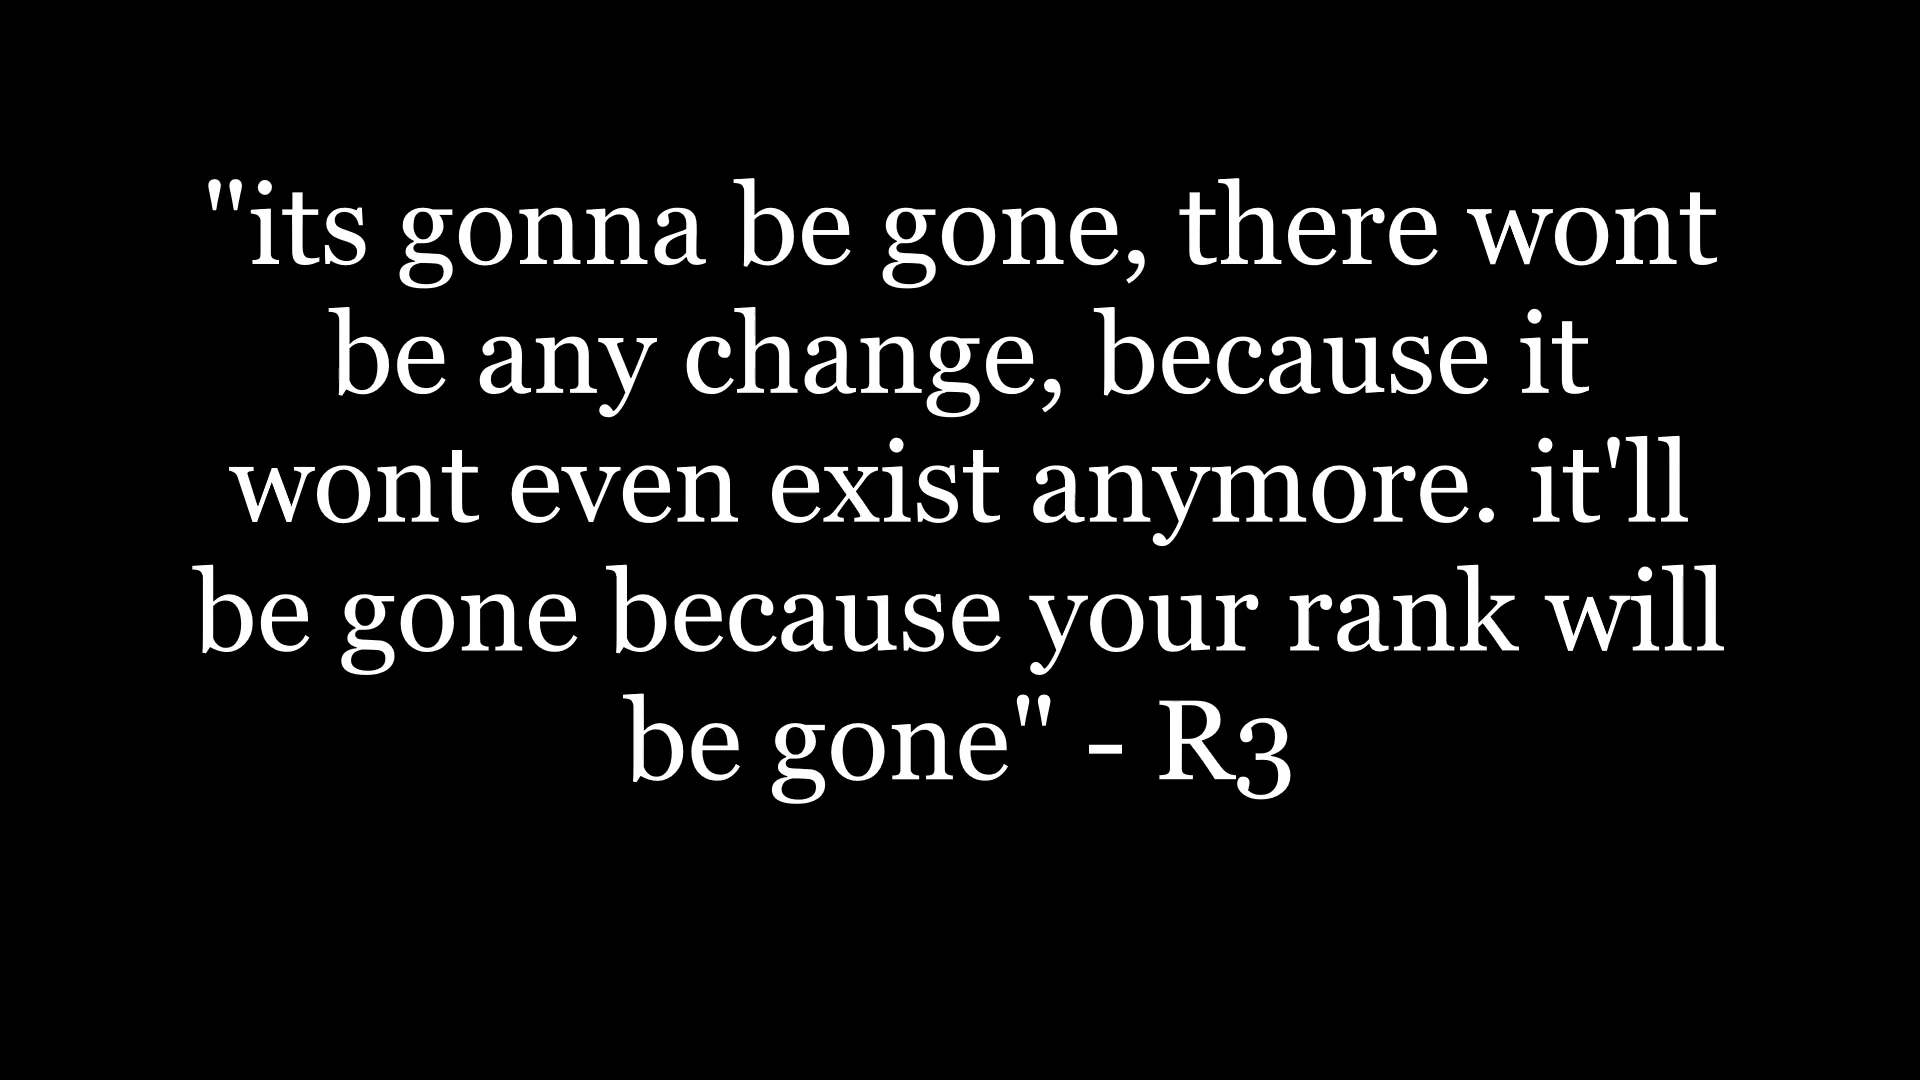 "its gonna be gone, there wont
be any change, because it
wont even exist anymore. it'll
be gone because your rank will
be gone" - R3